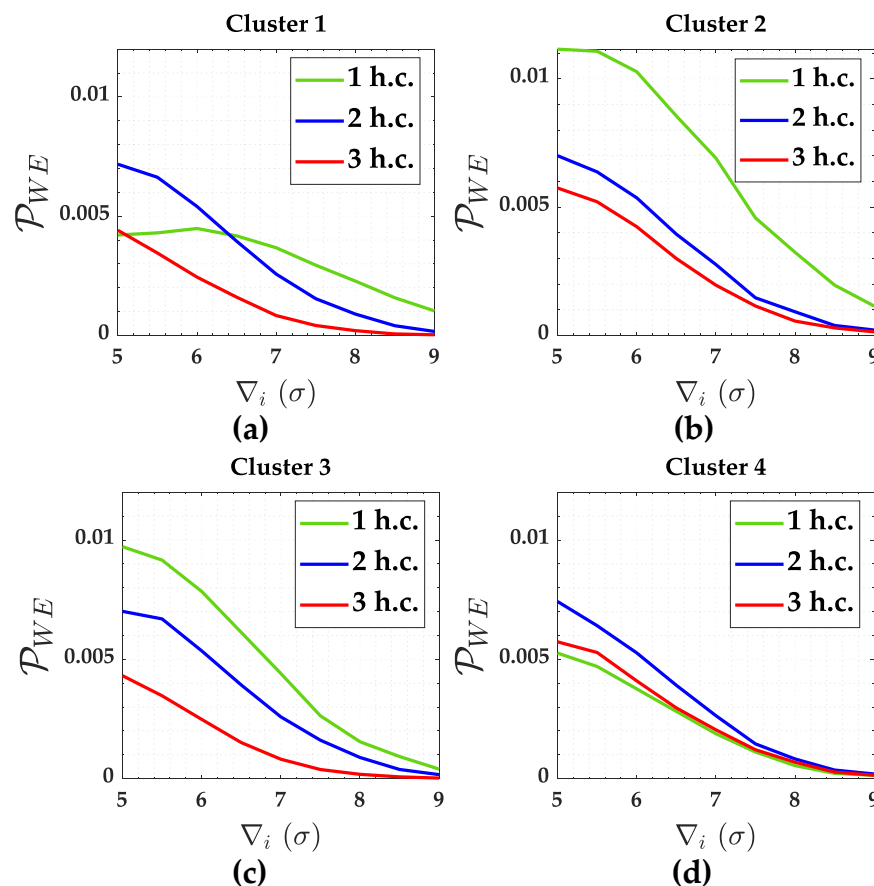 Cluster 1
1 h.c.
2 h.c.
3 h.c.
0.01
0.005
0
𝒫WE
5 6 7 8 9
∇i (σ)
(a)
Cluster 2
1 h.c.
2 h.c.
3 h.c.
0.01
0.005
0
𝒫WE
5 6 7 8 9
∇i (σ)
(b)
Cluster 3
1 h.c.
2 h.c.
3 h.c.
0.01
0.005
0
𝒫WE
5 6 7 8 9
∇i (σ)
(c)
Cluster 4
1 h.c.
2 h.c.
3 h.c.
0.01
0.005
0
𝒫WE
5 6 7 8 9
∇i (σ)
(d)